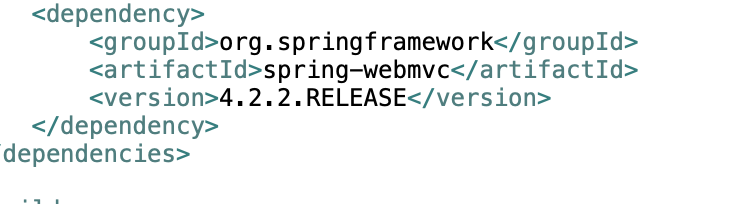 <dependency>
<groupId>org.springframework</groupId>
<artifactId>spring-webmvc</artifactId>
<version>4.2.2.RELEASE</version>
</dependency>
/dependencies>